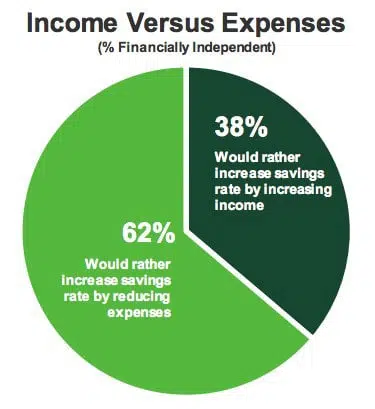 Income Versus Expenses
(% Financially Independent)
38%
Would rather
increase savings
rate by increasing
income
62%
Would rather
increase savings
rate by reducing
expenses